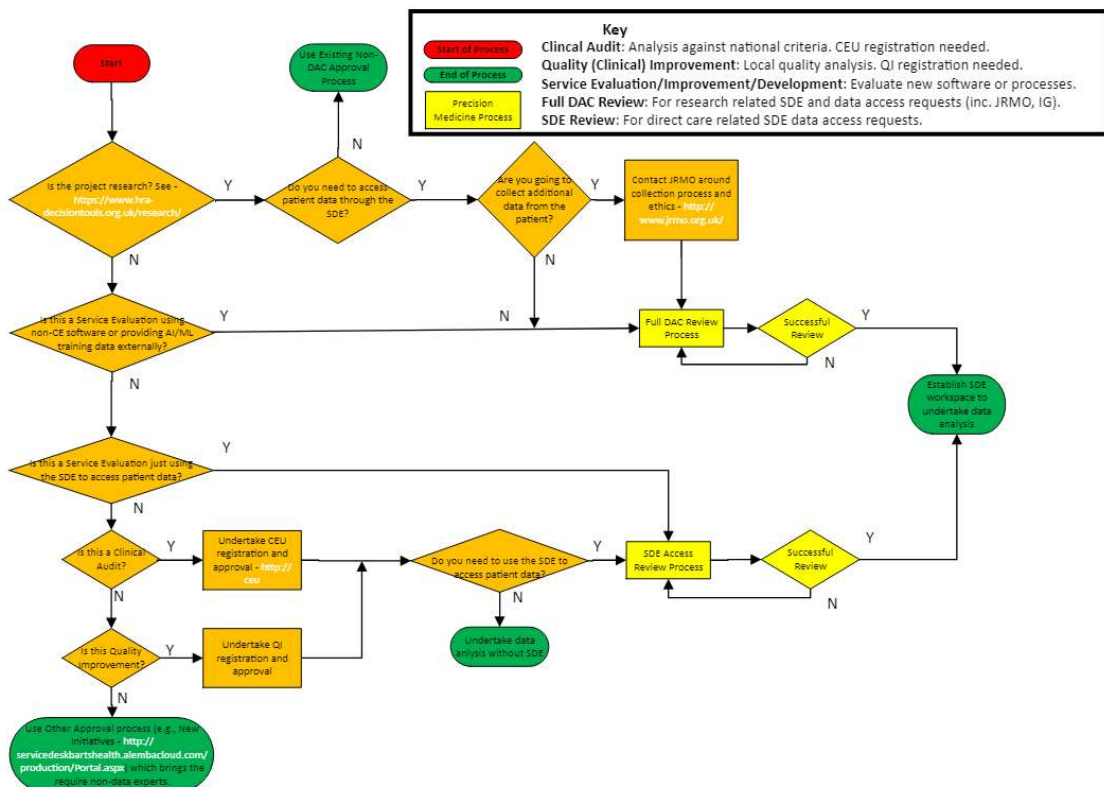 Key
Start of Process
Clincal Audit: Analysis against national criteria. CEU registration needed.
Quality (Clinical) Improvement: Local quality analysis. QI registration needed.
End of Process
Service Evaluation/Improvement/Development: Evaluate new software or processes.
Precision
Medicine Process
Full DAC Review: For research related SDE and data access requests (inc. JRMO, IG).
SDE Review: For direct care related SDE data access requests.
Start
Use Existing Non-
DAC Approval
Process
Is the project research? See -
https://www.hra-
decisiontools.org.uk/research/
Y
N
Do you need to access
patient data through the
SDE?
Y
N
Are you going to
collect additional
data from the
patient?
Y
N
Contact JRMO around
collection process and
ethics - http://
www.jrmo.org.uk/
Is this a Service Evaluation using
non-CE software or providing AI/ML
training data externally?
Y
N
N
Full DAC Review
Process
Successful
Review
Y
N
Establish SDE
workspace to
undertake data
analysis
Is this a Service Evaluation just using
the SDE to access patient data?
Y
N
Is this a Clinical
Audit?
Y
N
Undertake CEU
registration and
approval - http://
ceu
Do you need to use the SDE to
access patient data?
Y
N
SDE Access
Review Process
Successful
Review
Y
N
Undertake data
anlysis without SDE
Is this Quality
Improvement?
Y
N
Undertake QI
registration and
approval
Use Other Approval process (e.g., New
Initiatives - http://
servicedeskbartshealth.alembacloud.com/
production/Portal.aspx) which brings the
require non-data experts.